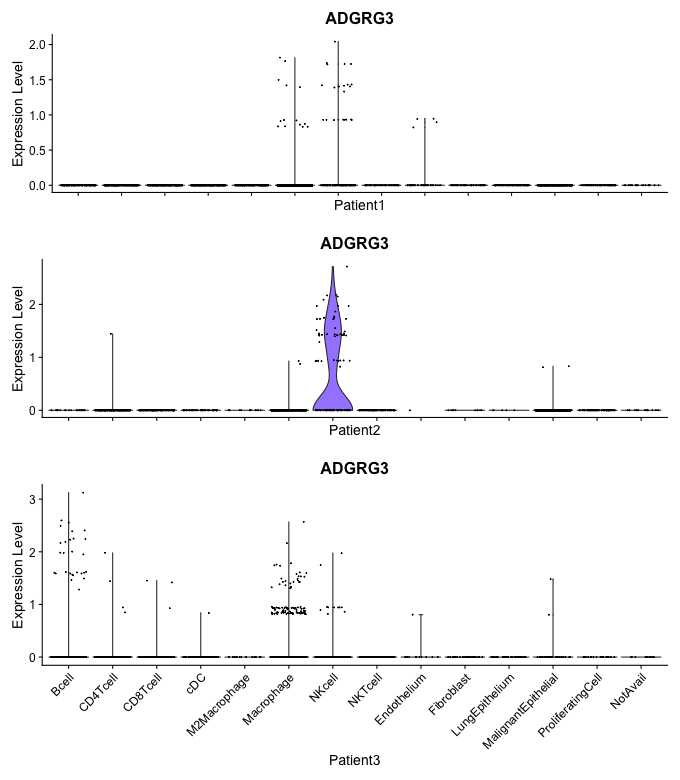 ADGRG3
Expression Level
2.0
1.5
1.0
0.5
0.0
Patient1
ADGRG3
Expression Level
2
1
0
Patient2
ADGRG3
Expression Level
3
2
1
0
Bcell
CD4Tcell
CD8Tcell
cDC
M2Macrophage
Macrophage
NKcell
NKTcell
Endothelium
Fibroblast
LungEpithelium
MalignantEpithelial
ProliferatingCell
NotAvail
Patient3